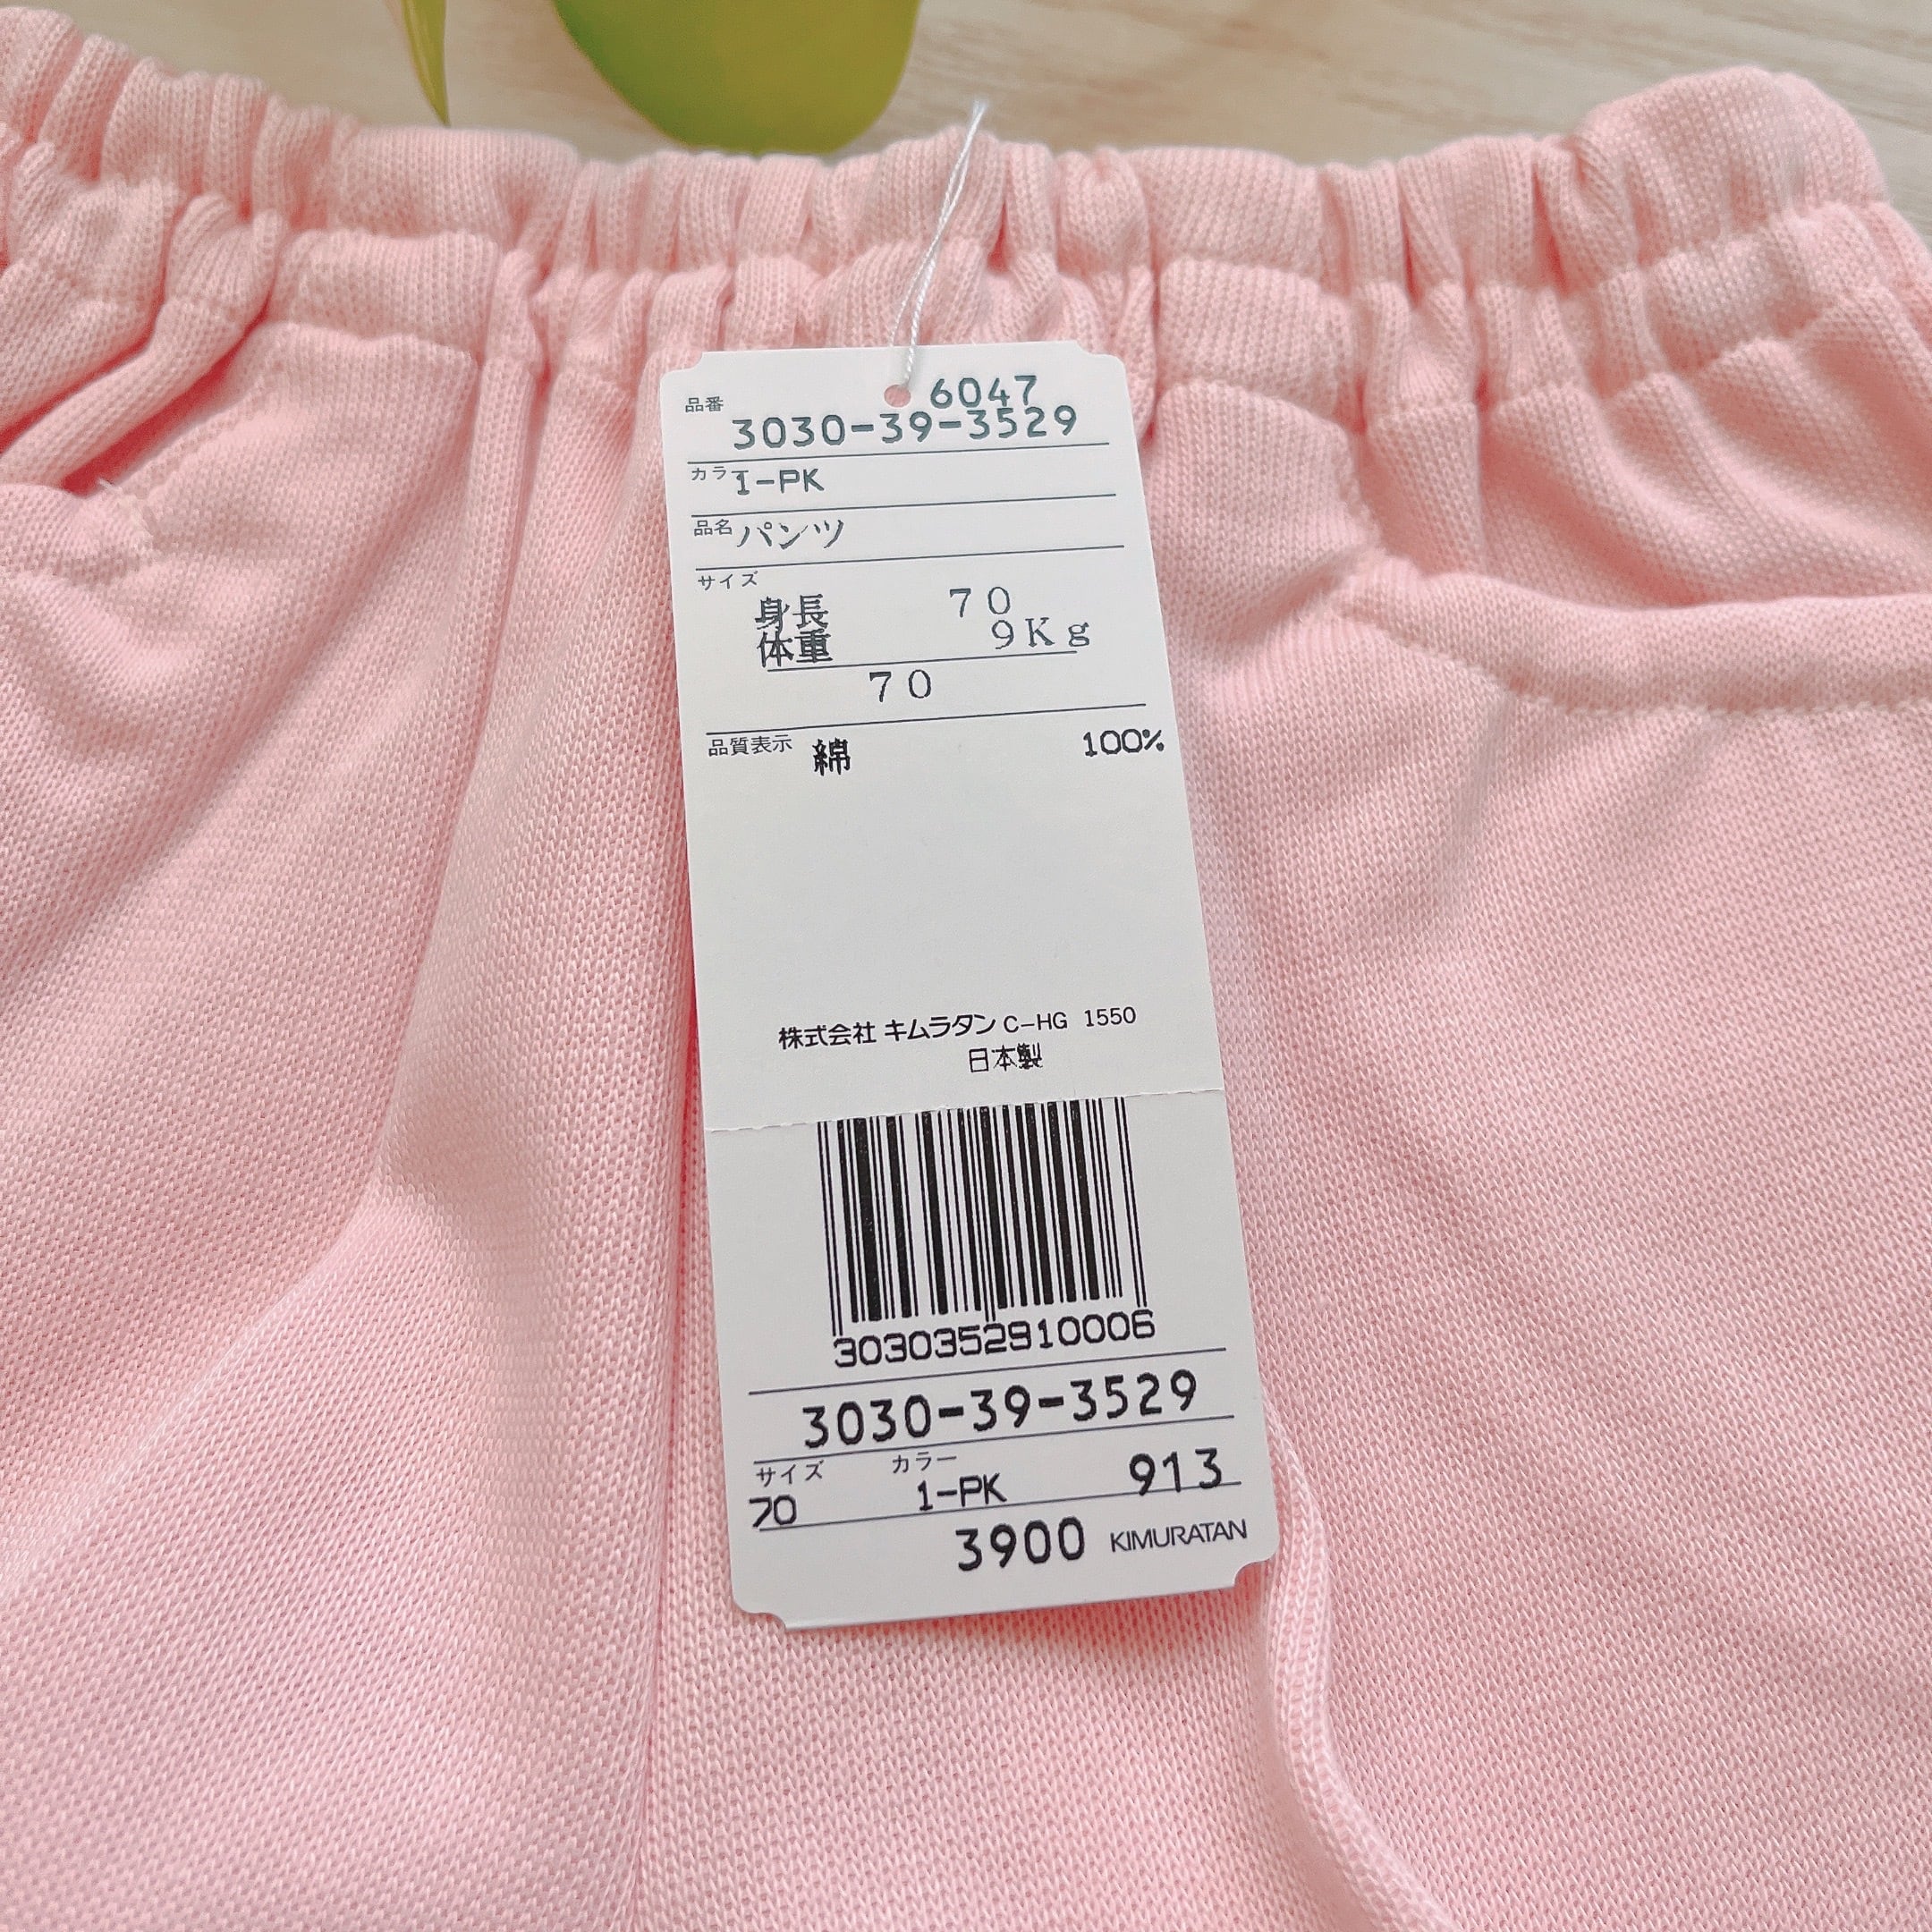 6047
品番 3030-39-3529
カラー 1-PK
品名 パンツ
サイズ
身長 70
体重 9Kg
70
品質表示 綿 100%
株式会社 キムラタン C-HG 1550
日本製
3030352910006
3030-39-3529
サイズ カラー
70 1-PK 913
3900 KIMURATAN